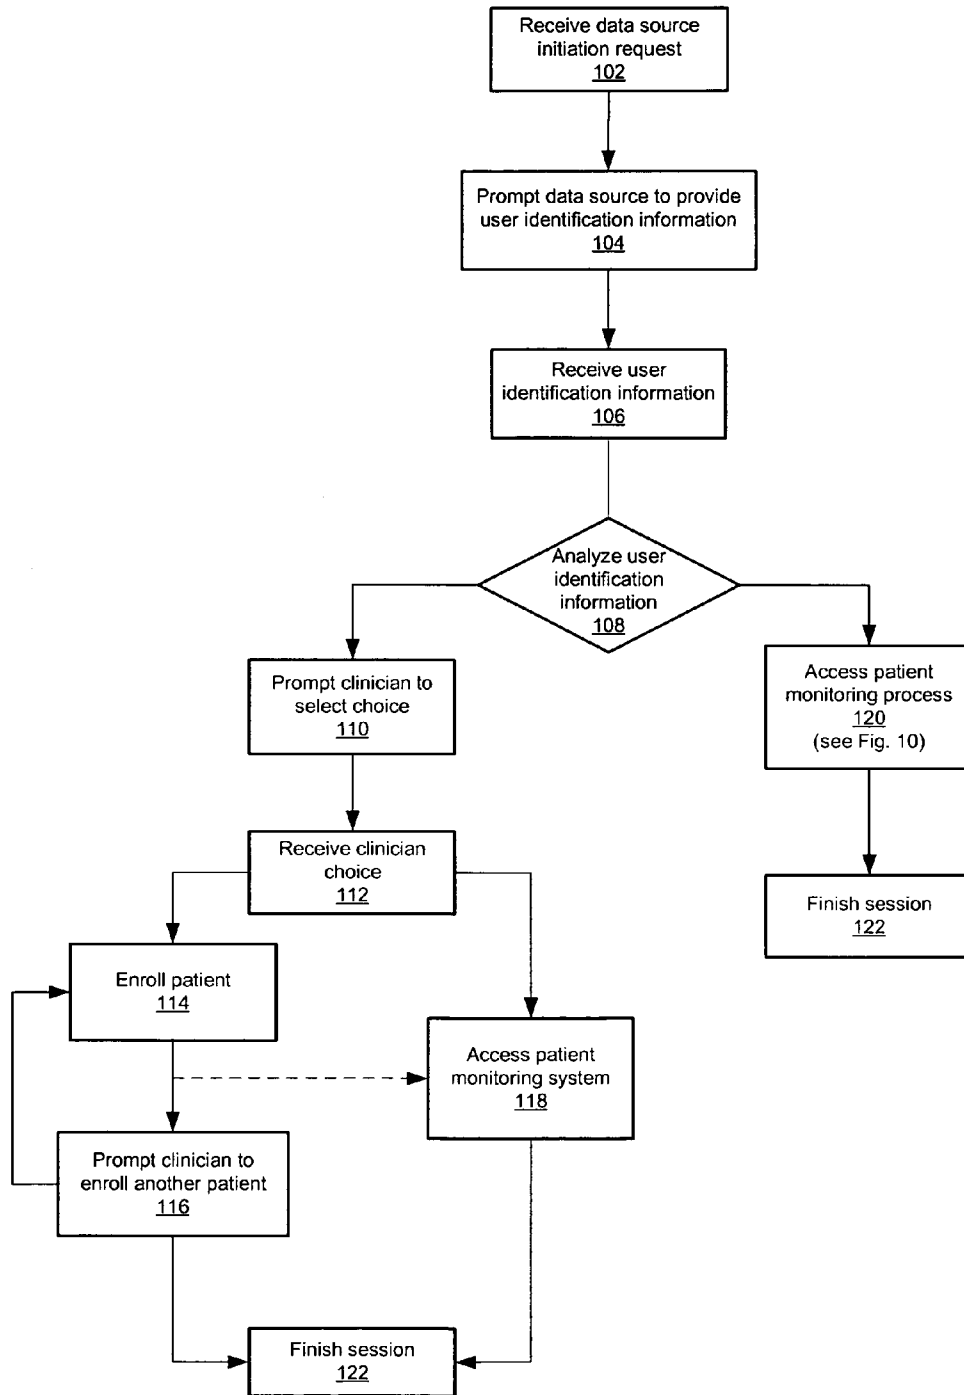 Receive data source
initiation request
102
Prompt data source to provide
user identification information
104
Receive user
identification information
106
Analyze user
identification
information
108
Prompt clinician to
select choice
110
Access patient
monitoring process
120
(see Fig. 10)
Receive clinician
choice
112
Finish session
122
Enroll patient
114
Access patient
monitoring system
118
Prompt clinician to
enroll another patient
116
Finish session
122